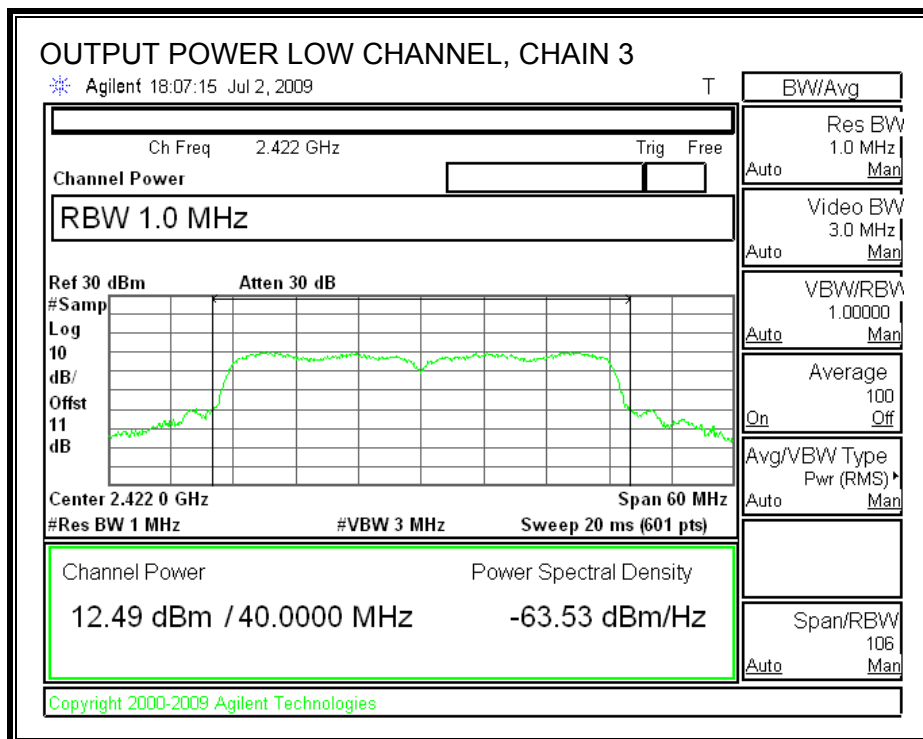 OUTPUT POWER LOW CHANNEL, CHAIN 3
Agilent 18:07:15 Jul 2, 2009 T
Ch Freq 2.422 GHz Trig Free
Channel Power
RBW 1.0 MHz
Ref 30 dBm Atten 30 dB
#Samp
Log
10
dB/
Offst
11
dB
Center 2.422 0 GHz Span 60 MHz
#Res BW 1 MHz #VBW 3 MHz Sweep 20 ms (601 pts)
Channel Power Power Spectral Density
12.49 dBm / 40.0000 MHz -63.53 dBm/Hz
Copyright 2000-2009 Agilent Technologies
BW/Avg
Res BW
1.0 MHz
Auto Man
Video BW
3.0 MHz
Auto Man
VBW/RBW
1.00000
Auto Man
Average
100
On Off
Avg/VBW Type
Pwr (RMS)
Auto Man
Span/RBW
106
Auto Man